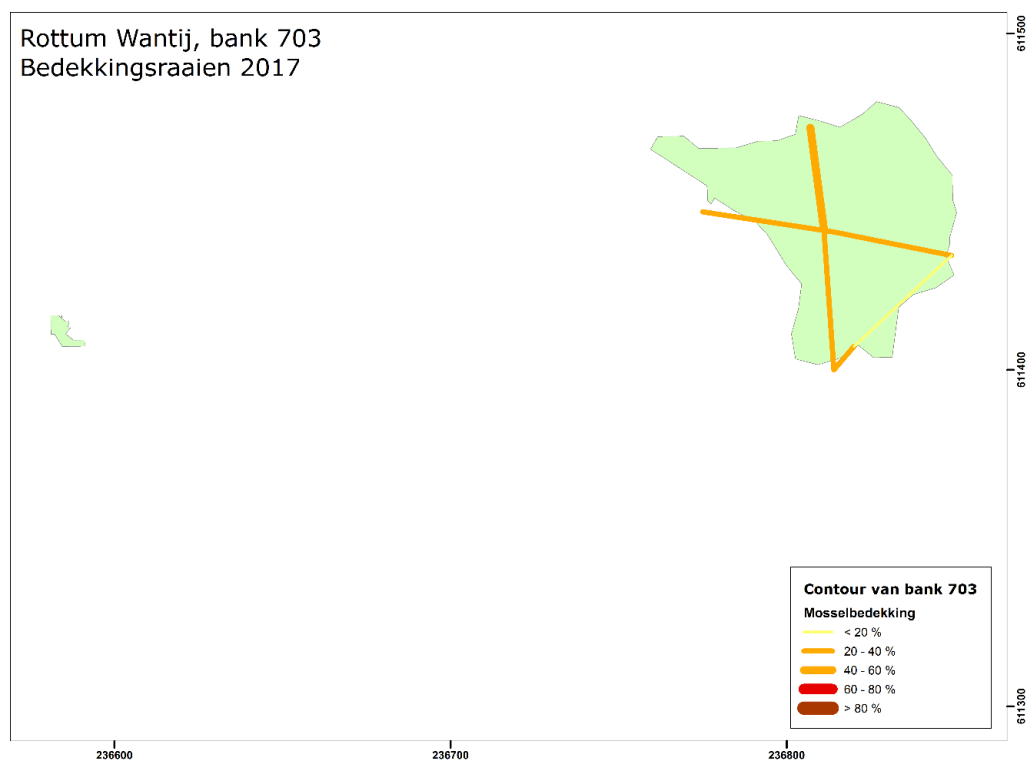 Rottum Wantij, bank 703
Bedekkingsraaien 2017
611500
611400
Contour van bank 703
Mosselbedekking
< 20 %
20 - 40 %
40 - 60 %
60 - 80 %
> 80 %
611300
236600
236700
236800